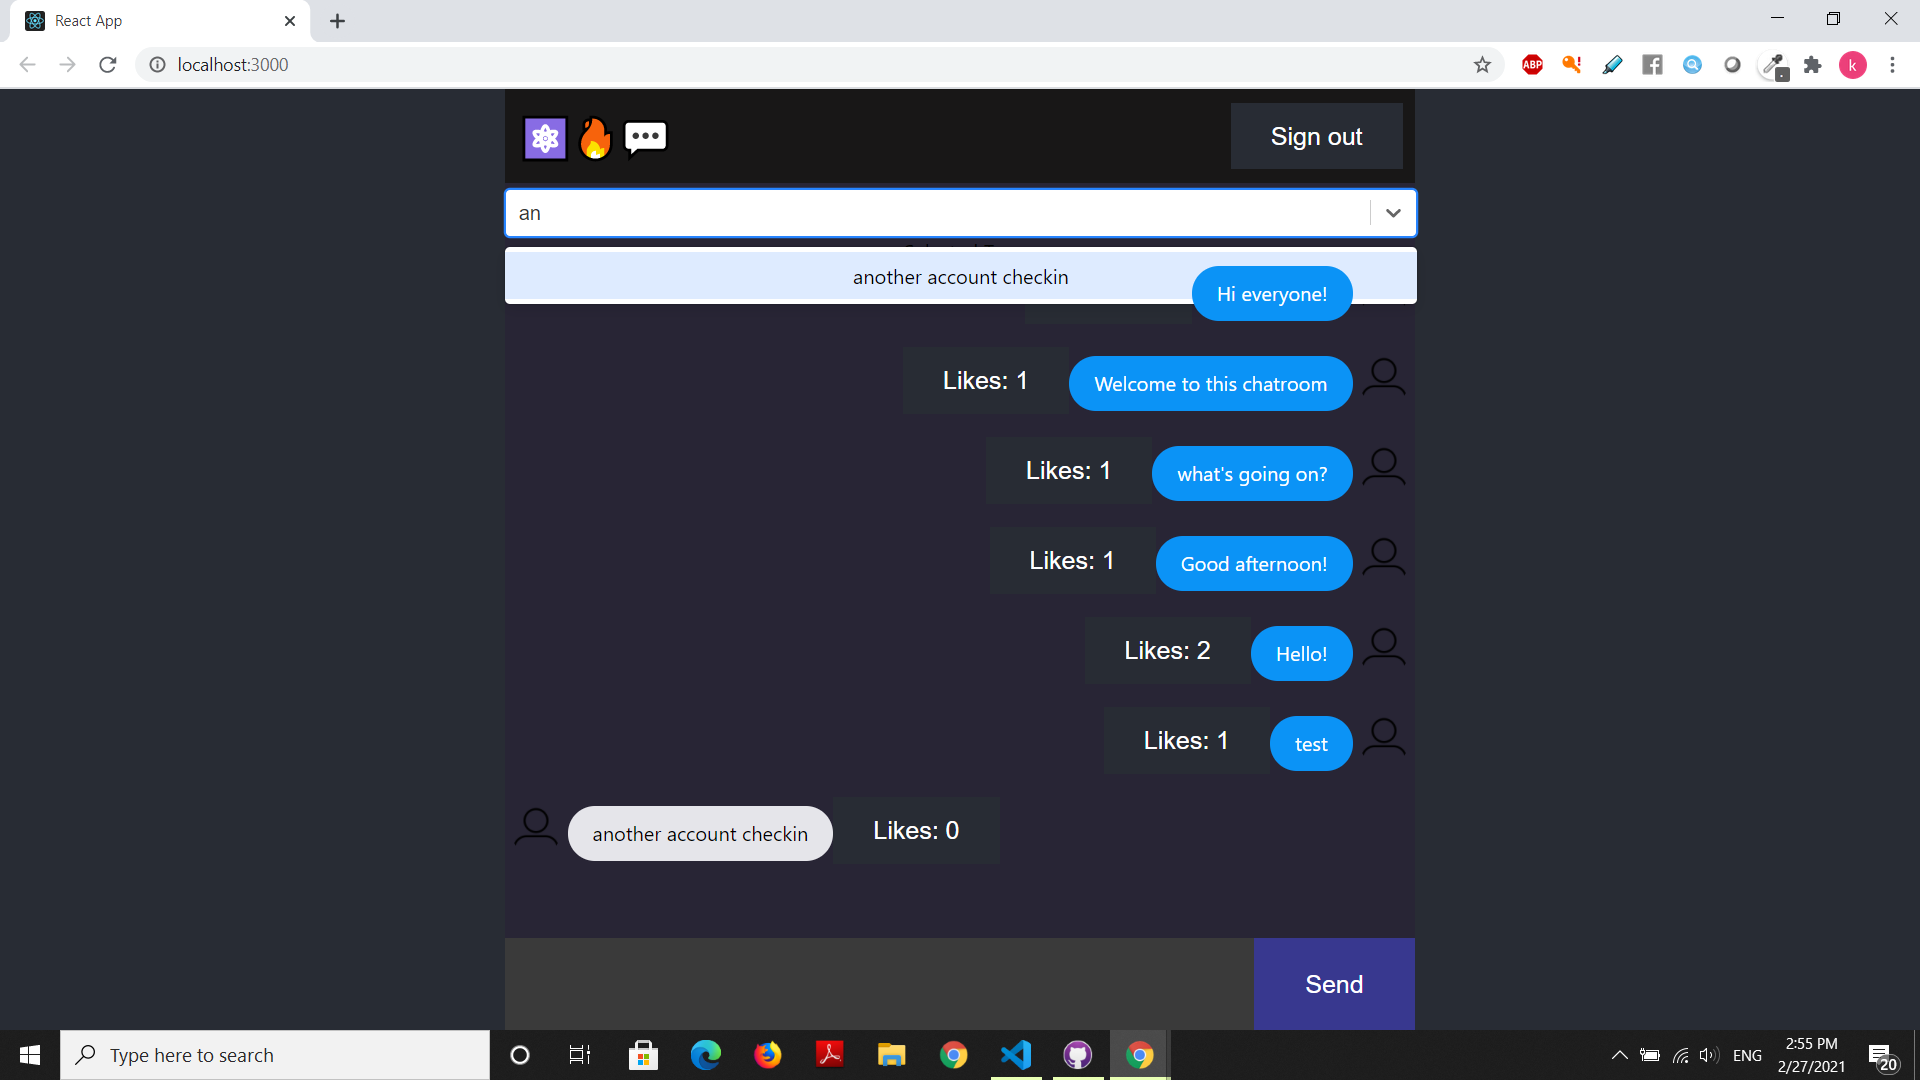 React App
localhost:3000
ABP
k
Sign out
an
another account checkin
Hi everyone!
Likes: 1
Welcome to this chatroom
Likes: 1
what's going on?
Likes: 1
Good afternoon!
Likes: 2
Hello!
Likes: 1
test
another account checkin
Likes: 0
Send
Type here to search
ENG
2:55 PM
2/27/2021
20